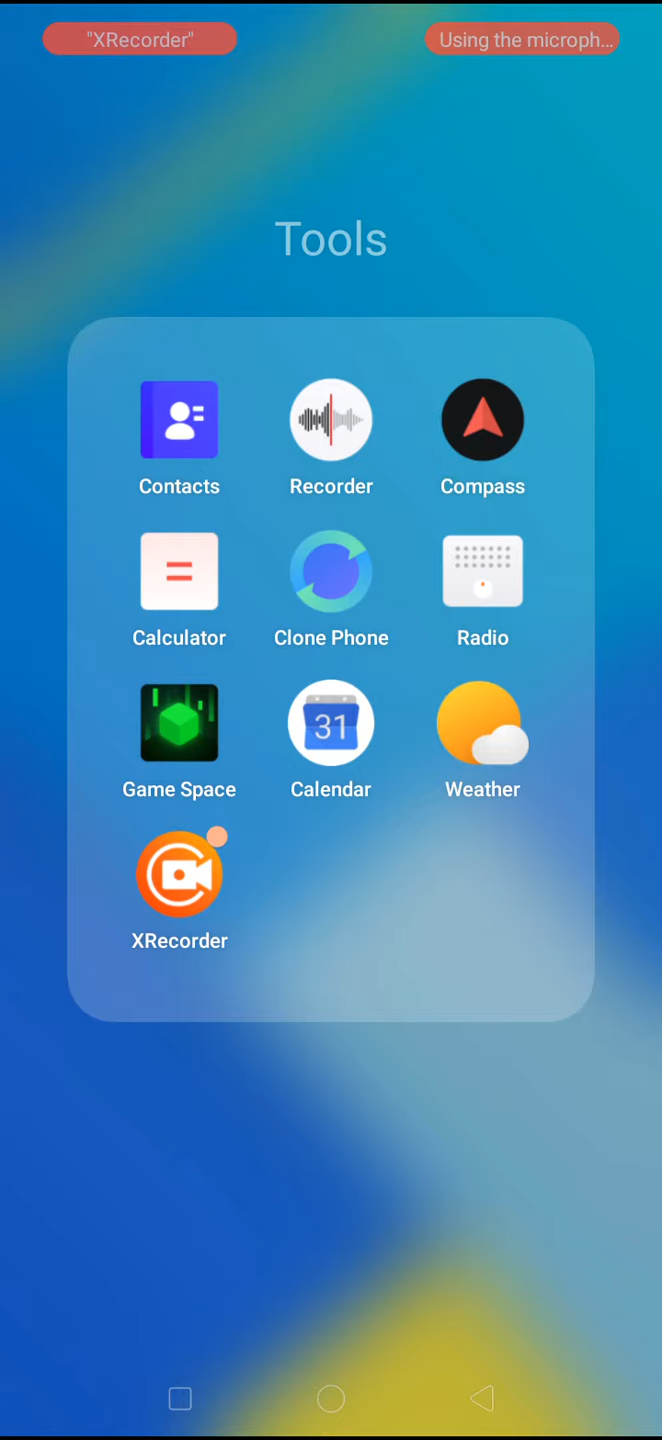 "XRecorder"
Using the microph...
Tools
Contacts
Recorder
Compass
Calculator
Clone Phone
Radio
Game Space
31
Calendar
Weather
XRecorder